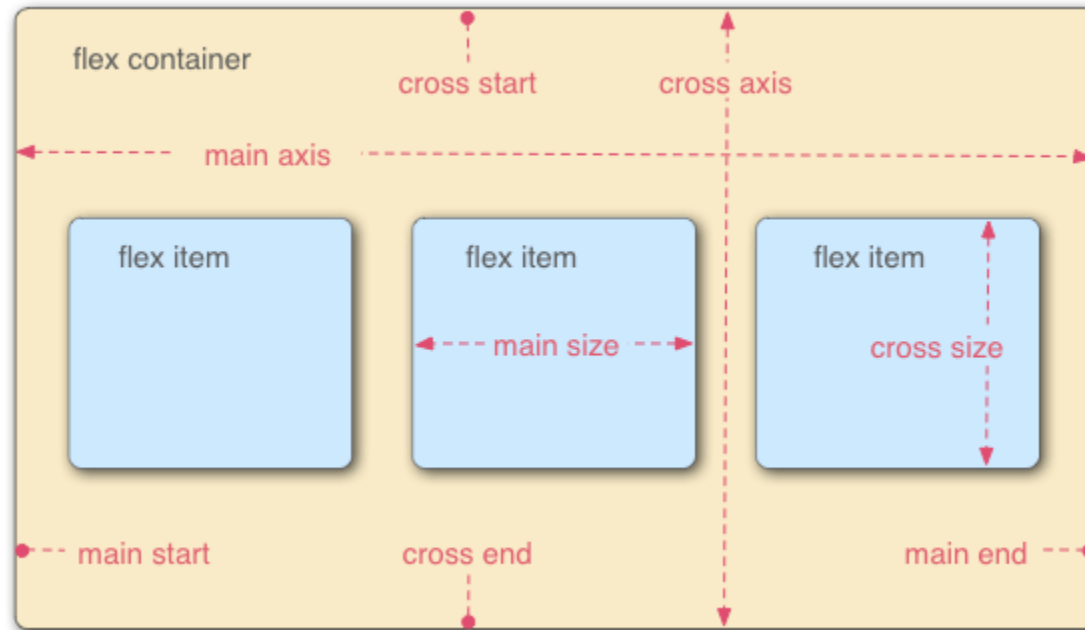 flex container
cross start
cross axis
main axis
flex item
flex item
flex item
main size
cross size
main start
cross end
main end